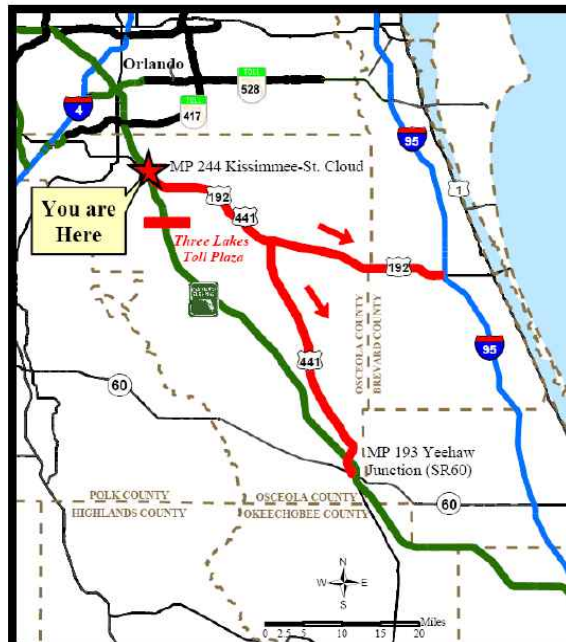 Orlando
TOLL
528
4
TOLL
417
95
MP 244 Kissimmee-St. Cloud
1
You are
Here
192
441
Three Lakes
Toll Plaza
192
OSCEOLA COUNTY
BREVARD COUNTY
441
95
60
MP 193 Yeehaw
Junction (SR60)
POLK COUNTY
HIGHLANDS COUNTY
OSCEOLA COUNTY
OKEECHOBEE COUNTY
60
N
W
E
S
Miles
0 2.5 5 10 15 20